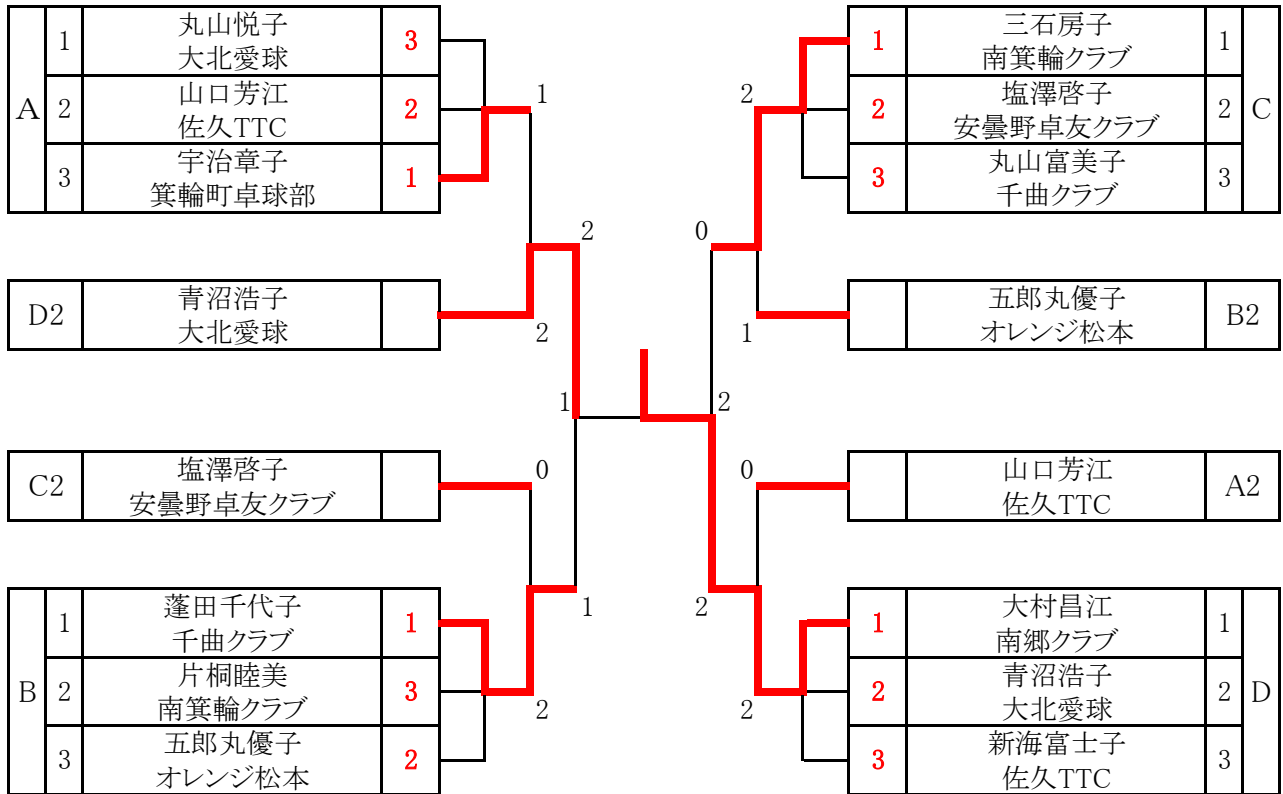 A
1
丸山悦子
大北愛球
3
2
山口芳江
佐久TTC
2
3
宇治章子
箕輪町卓球部
1
1
D2
青沼浩子
大北愛球
2
2
C2
塩澤啓子
安曇野卓友クラブ
0
1
B
1
蓬田千代子
千曲クラブ
1
2
片桐睦美
南箕輪クラブ
3
3
五郎丸優子
オレンジ松本
2
2
1
1
三石房子
南箕輪クラブ
1
C
2
塩澤啓子
安曇野卓友クラブ
2
3
丸山富美子
千曲クラブ
3
2
0
五郎丸優子
オレンジ松本
B2
1
2
山口芳江
佐久TTC
A2
0
2
1
大村昌江
南郷クラブ
1
D
2
青沼浩子
大北愛球
2
3
新海富士子
佐久TTC
3
2